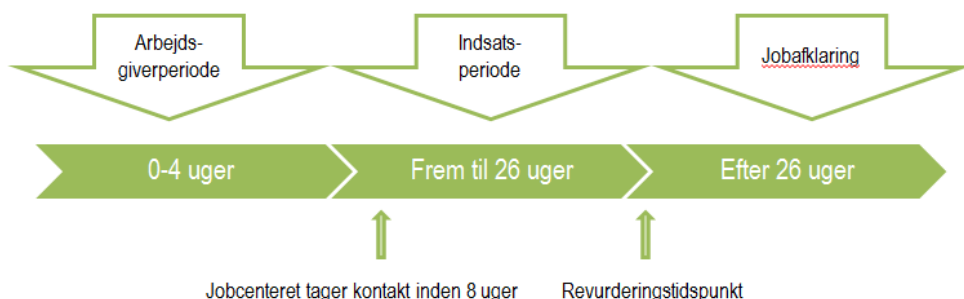 Arbejds-
giverperiode
Indsats-
periode
Jobafklaring
0-4 uger
Frem til 26 uger
Efter 26 uger
Jobcenteret tager kontakt inden 8 uger
Revurderingstidspunkt